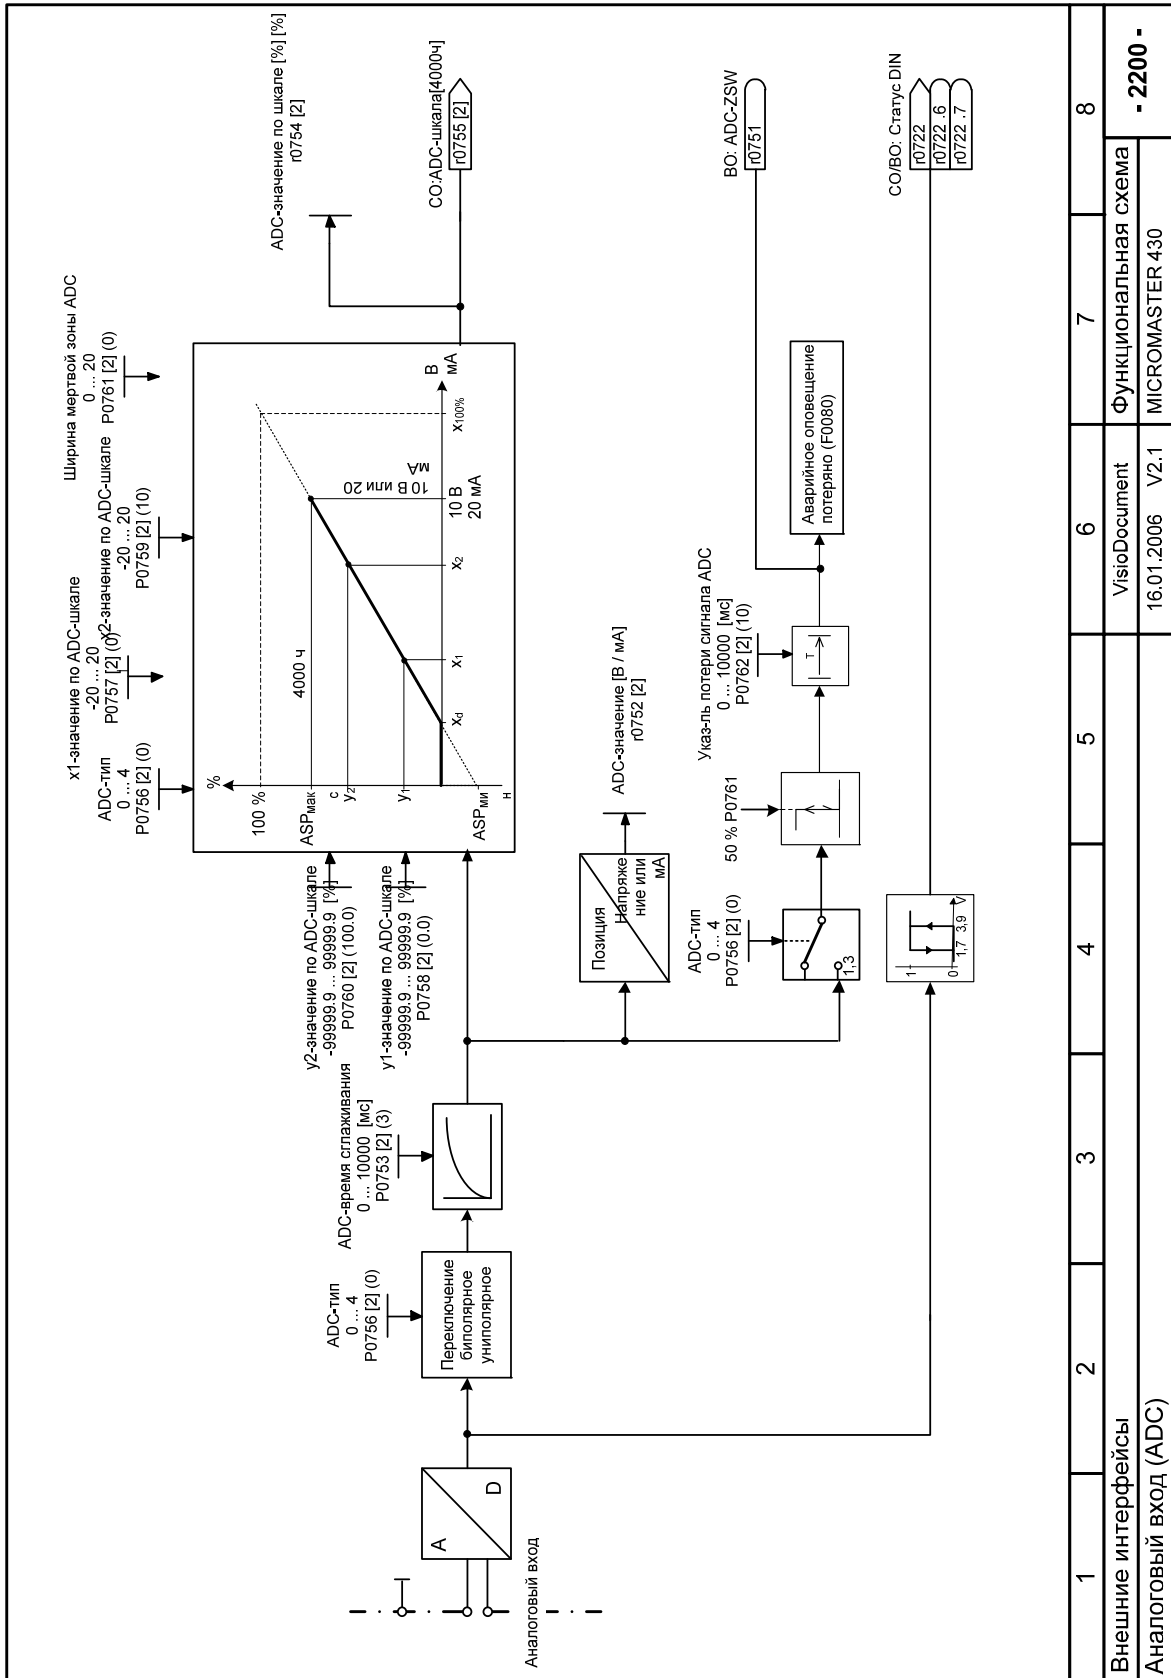 ADC-значение по шкале [%] [%]
r0754 [2]
CO:ADC-шкала[4000ч]
r0755 [2]
Ширина мертвой зоны ADC
0 ... 20
P0761 [2] (0)
x2-значение по ADC-шкале
-20 ... 20
P0759 [2] (10)
x1-значение по ADC-шкале
-20 ... 20
P0757 [2] (0)
ADC-тип
0 ... 4
P0756 [2] (0)
%
100 %
ASPмак
с
y2
y1
ASPми
н
4000 ч
10 В или 20
мА
В
мА
x100%
10 В
20 мА
x2
x1
xd
y2-значение по ADC-шкале
-99999.9 ... 99999.9 [%]
P0760 [2] (100.0)
y1-значение по ADC-шкале
-99999.9 ... 99999.9 [%]
P0758 [2] (0.0)
ADC-время сглаживания
0 ... 10000 [мс]
P0753 [2] (3)
ADC-тип
0 ... 4
P0756 [2] (0)
Переключение
биполярное
униполярное
A
D
Аналоговый вход
ADC-значение [В / мА]
r0752 [2]
Позиция
Напряже
ние или
мА
ADC-тип
0 ... 4
P0756 [2] (0)
1,3
50 % P0761
Указ-ль потери сигнала ADC
0 ... 10000 [мс]
P0762 [2] (10)
T
Аварийное оповещение
потеряно (F0080)
BO: ADC-ZSW
r0751
CO/BO: Статус DIN
r0722
r0722 .6
r0722 .7
1
0
1,7 3,9 V
1 2 3 4 5 6 7 8
Внешние интерфейсы
Аналоговый вход (ADC)
VisioDocument
16.01.2006 V2.1
Функциональная схема
MICROMASTER 430
- 2200 -